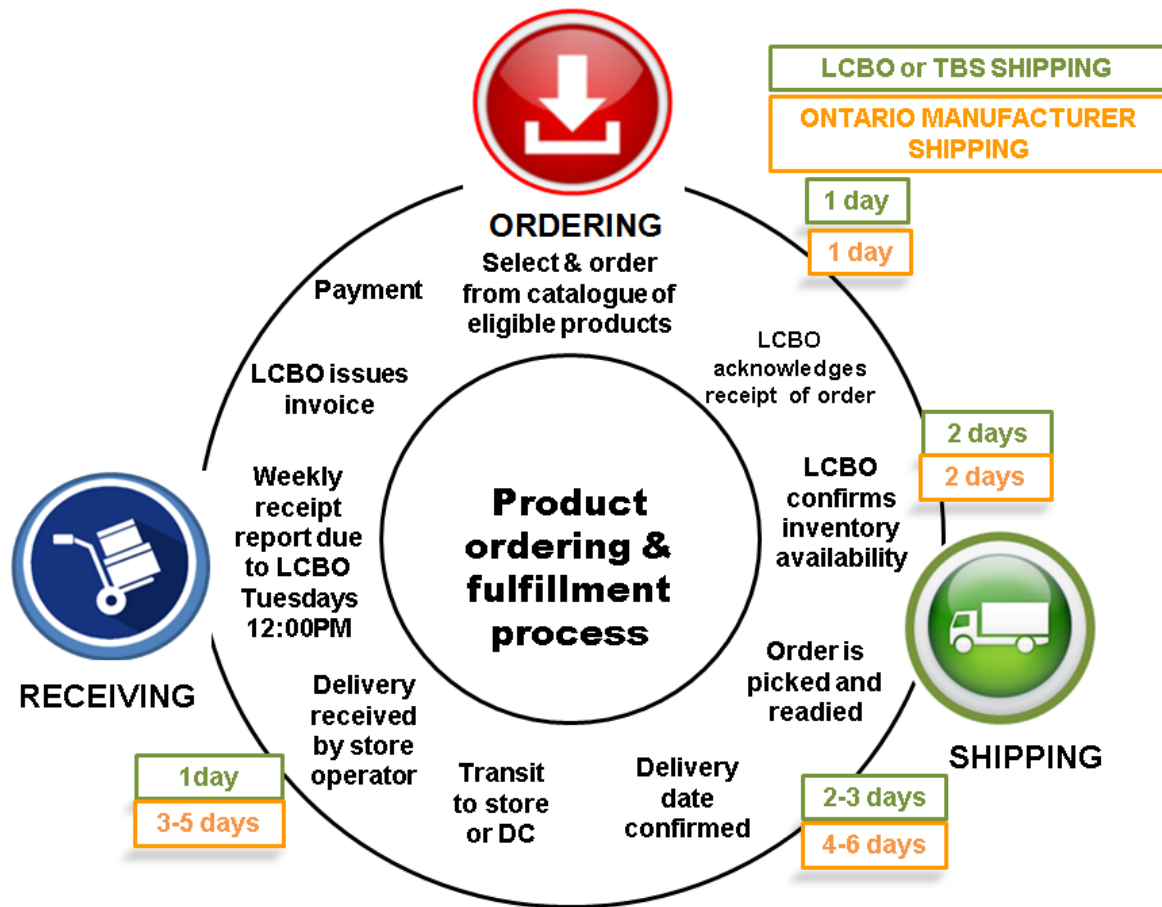 LCBO or TBS SHIPPING
ONTARIO MANUFACTURER
SHIPPING
1 day
1 day
ORDERING
Select & order
from catalogue of
eligible products
LCBO
acknowledges
receipt of order
2 days
2 days
LCBO
confirms
inventory
availability
SHIPPING
Order is
picked and
readied
2-3 days
4-6 days
Delivery
date
confirmed
Transit
to store
or DC
Delivery
received
by store
operator
1day
3-5 days
RECEIVING
Weekly
receipt
report due
to LCBO
Tuesdays
12:00PM
LCBO issues
invoice
Payment
Product
ordering &
fulfillment
process